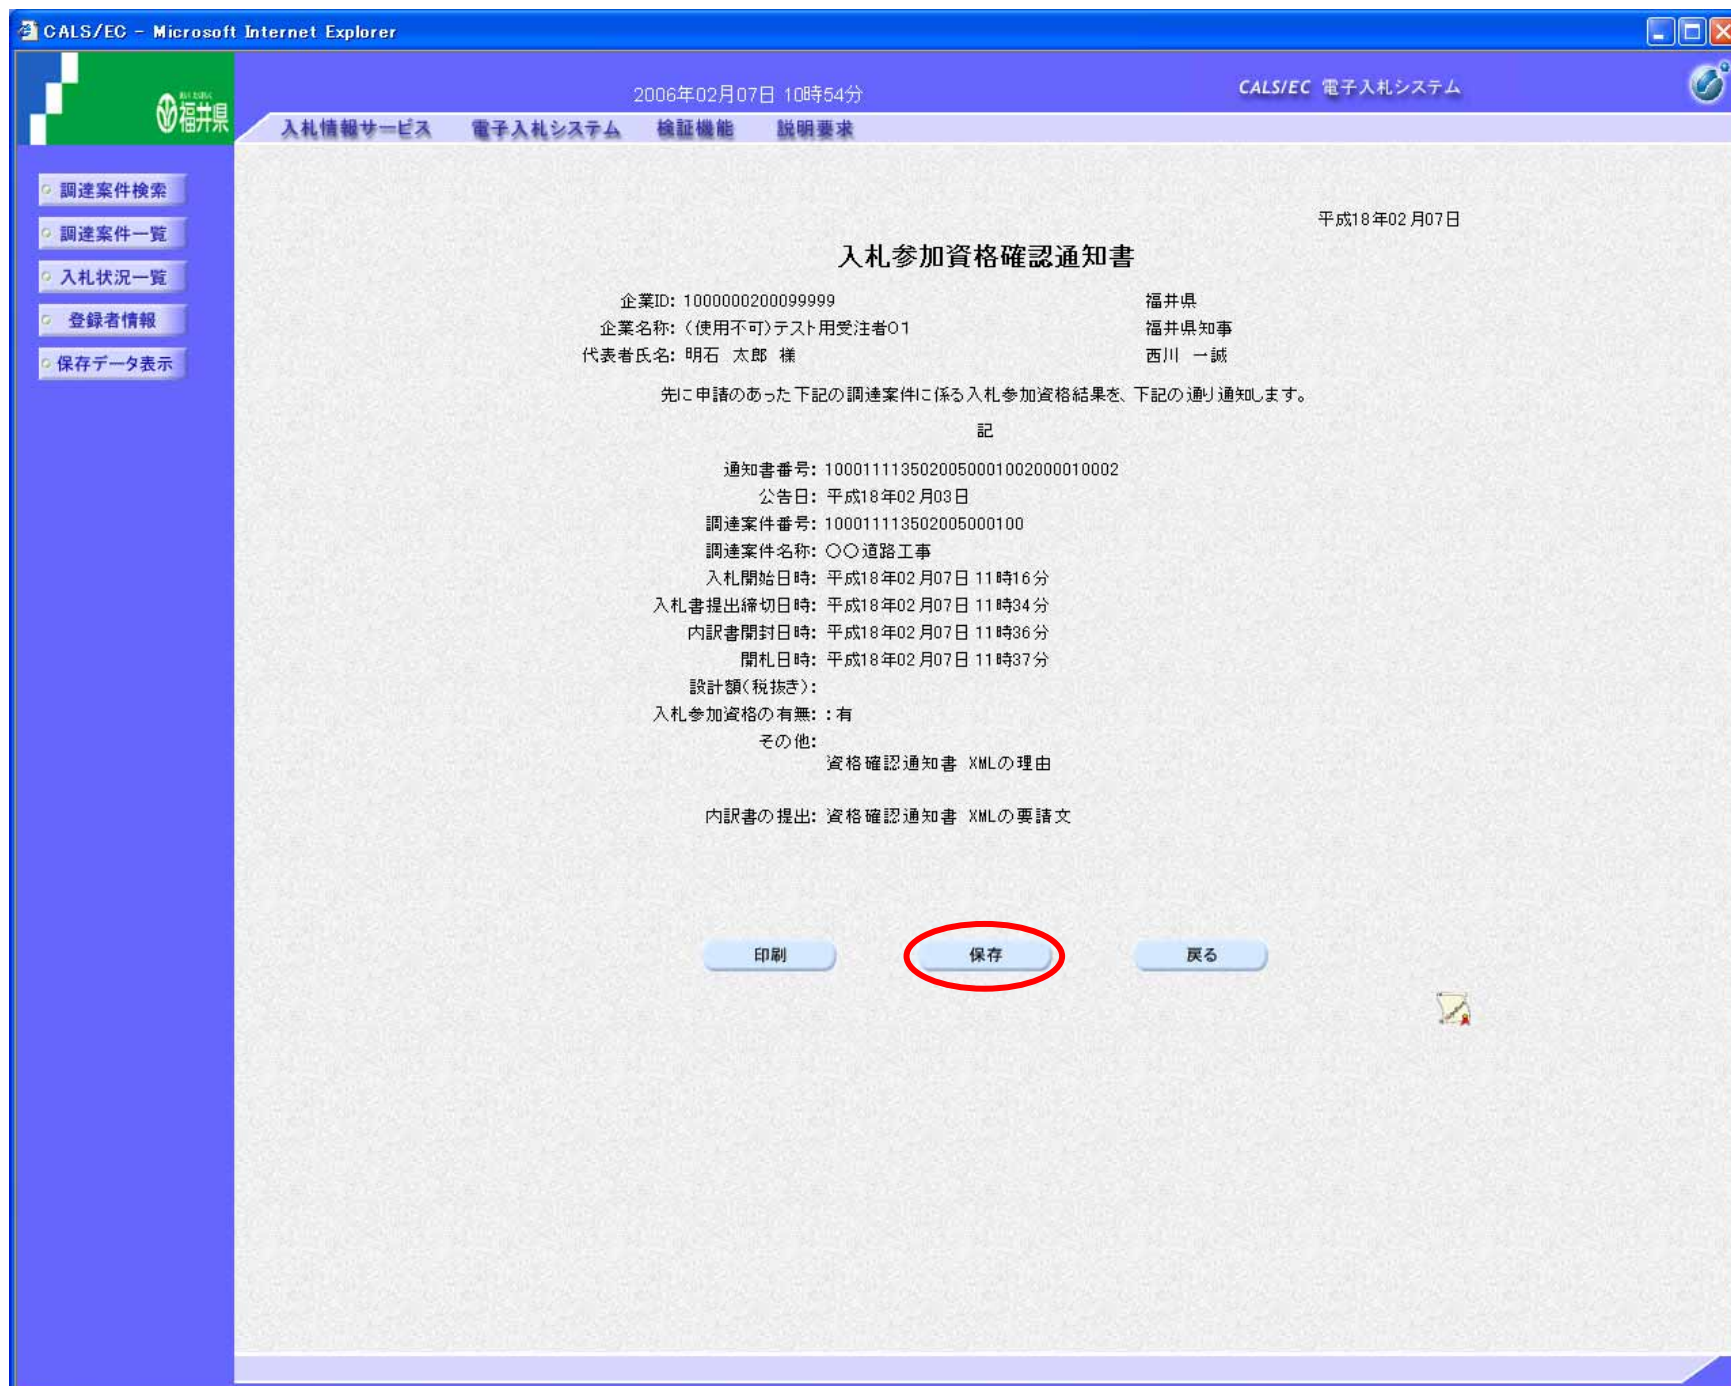 CALS/EC - Microsoft Internet Explorer
福井県
2006年02月07日 10時54分
CALS/EC 電子入札システム
入札情報サービス 電子入札システム 検証機能 説明要求
調達案件検索
調達案件一覧
入札状況一覧
登録者情報
保存データ表示
平成18年02月07日
入札参加資格確認通知書
企業ID: 1000000200099999 福井県
企業名称: (使用不可)テスト用受注者01 福井県知事
代表者氏名: 明石 太郎 様 西川 一誠
先に申請のあった下記の調達案件に係る入札参加資格結果を、下記の通り通知します。
記
通知書番号: 10001111350200500010020000​10002
公告日: 平成18年02月03日
調達案件番号: 100011113502005000100
調達案件名称: 〇〇道路工事
入札開始日時: 平成18年02月07日 11時16分
入札書提出締切日時: 平成18年02月07日 11時34分
内訳書開封日時: 平成18年02月07日 11時36分
開札日時: 平成18年02月07日 11時37分
設計額(税抜き):
入札参加資格の有無: : 有
その他:
資格確認通知書 XMLの理由
内訳書の提出: 資格確認通知書 XMLの要請文
印刷 保存 戻る